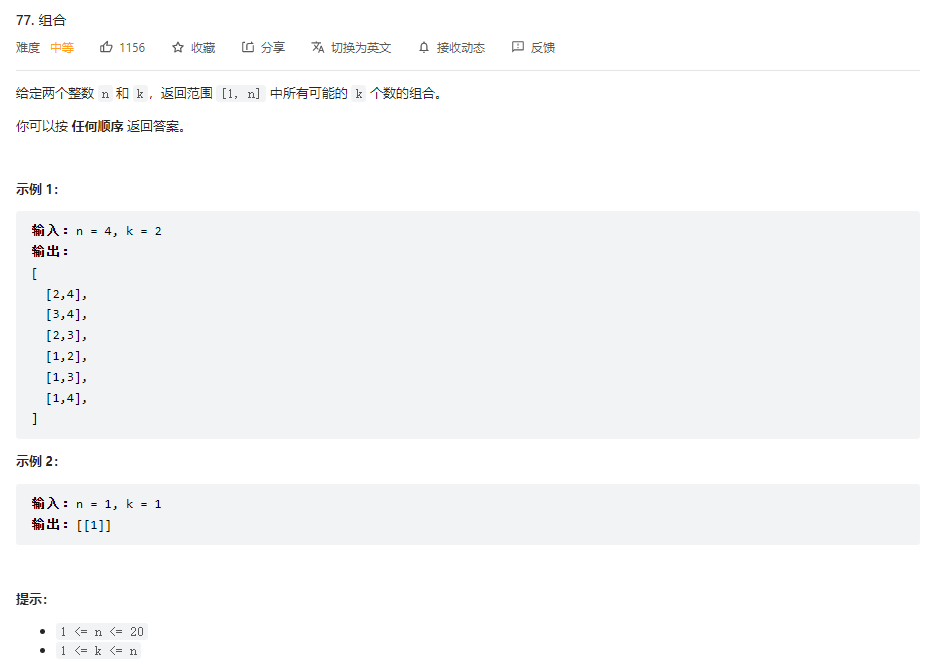 77. 组合
难度 中等 1156 收藏 分享 切换为英文 接收动态 反馈
给定两个整数 n 和 k，返回范围 [1, n] 中所有可能的 k 个数的组合。
你可以按 任何顺序 返回答案。
示例 1：
输入：n = 4, k = 2
输出：
[
[2,4],
[3,4],
[2,3],
[1,2],
[1,3],
[1,4],
]
示例 2：
输入：n = 1, k = 1
输出：[[1]]
提示：
1 <= n <= 20
1 <= k <= n